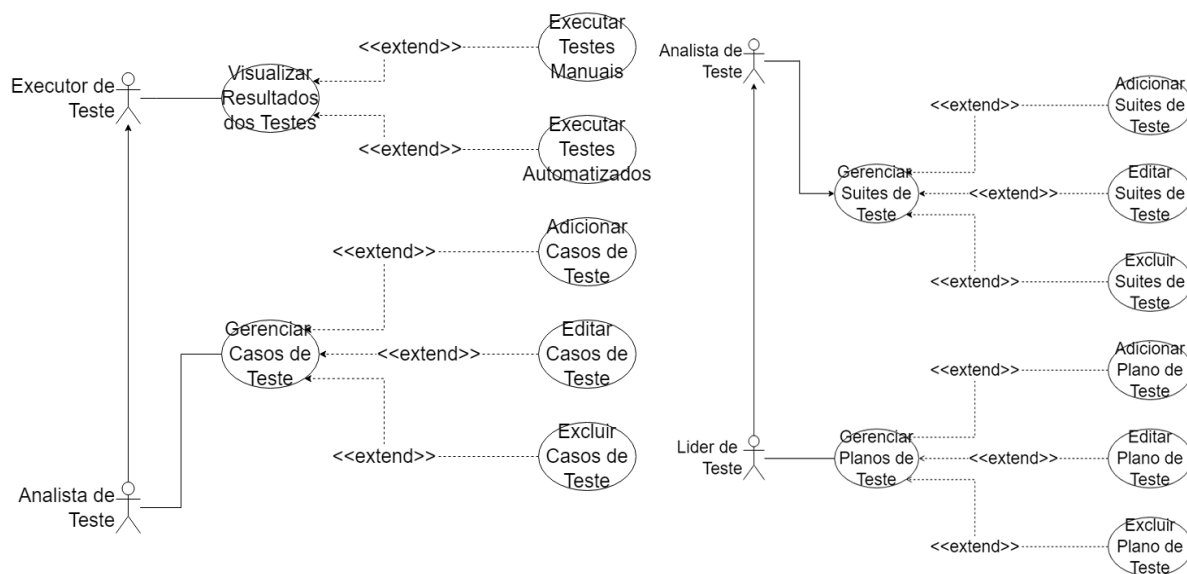 Executor de
Teste
Visualizar
Resultados
dos Testes
<<extend>>
Executar
Testes
Manuais
<<extend>>
Executar
Testes
Automatizados
Analista de
Teste
Gerenciar
Casos de
Teste
<<extend>>
Adicionar
Casos de
Teste
<<extend>>
Editar
Casos de
Teste
<<extend>>
Excluir
Casos de
Teste
Analista de
Teste
Gerenciar
Suites de
Teste
<<extend>>
Adicionar
Suites de
Teste
<<extend>>
Editar
Suites de
Teste
<<extend>>
Excluir
Suites de
Teste
Lider de
Teste
Gerenciar
Planos de
Teste
<<extend>>
Adicionar
Plano de
Teste
<<extend>>
Editar
Plano de
Teste
<<extend>>
Excluir
Plano de
Teste